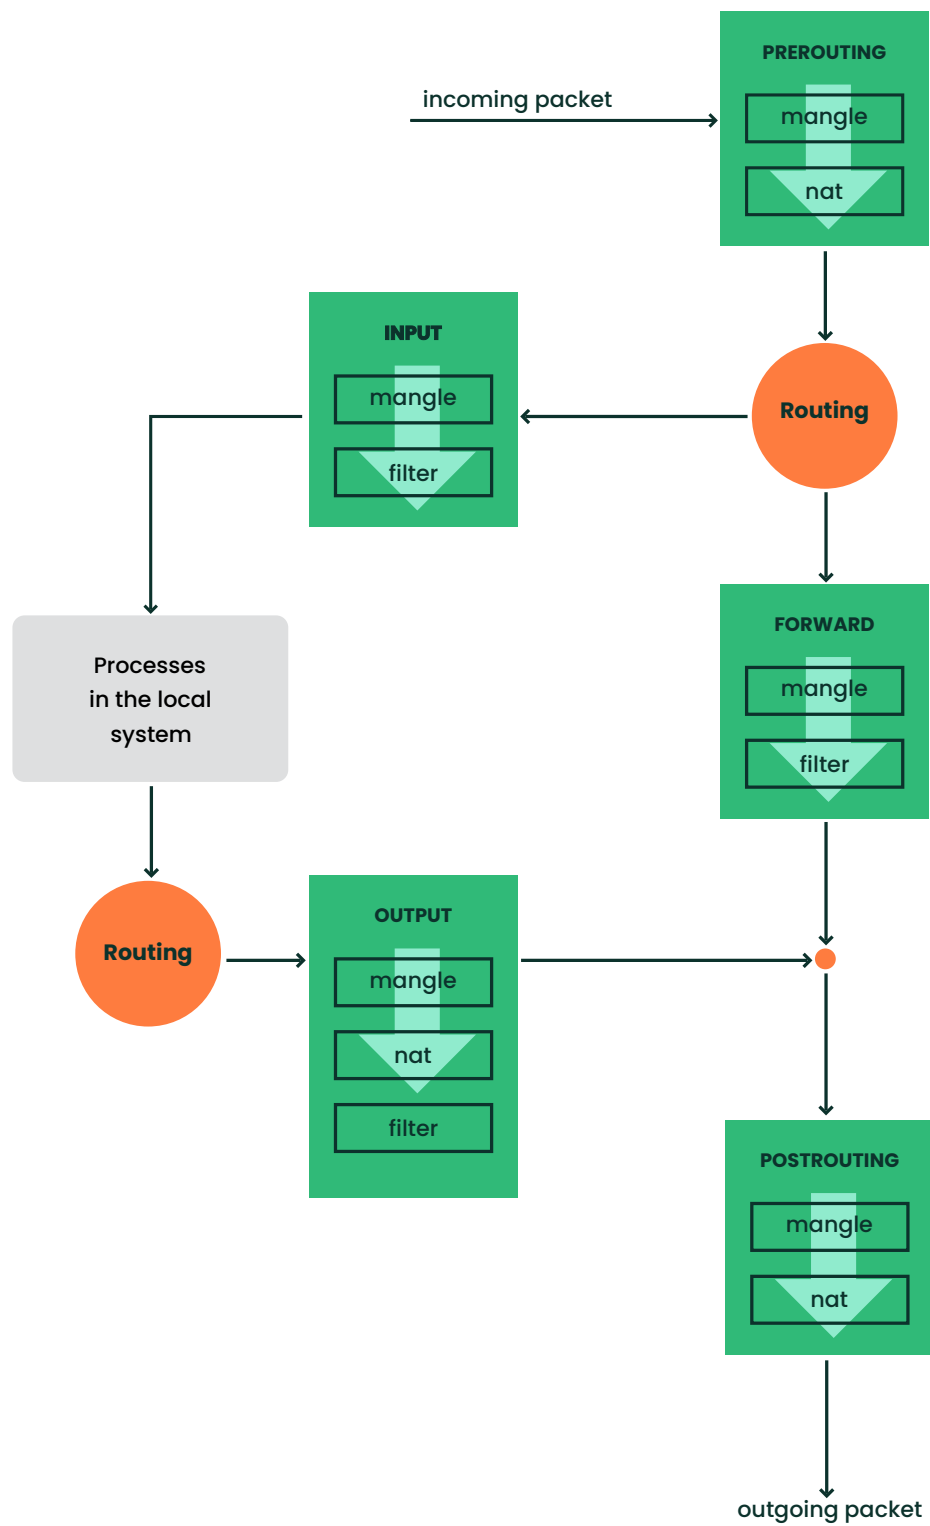 PREROUTING
incoming packet
mangle
nat
INPUT
mangle
filter
Routing
FORWARD
mangle
filter
Processes
in the local
system
Routing
OUTPUT
mangle
nat
filter
POSTROUTING
mangle
nat
outgoing packet